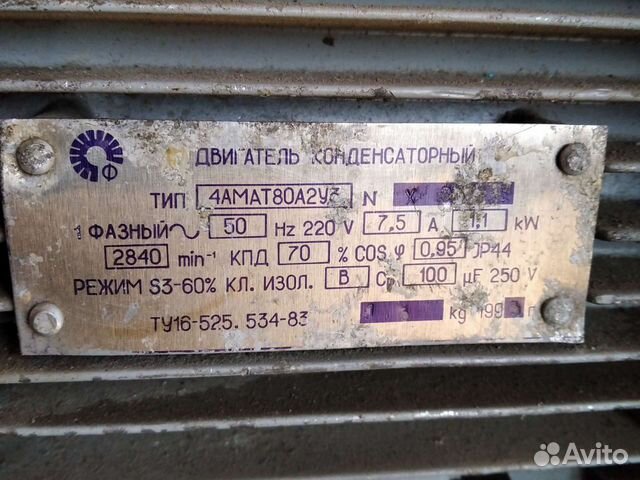 Ф
ДВИГАТЕЛЬ КОНДЕНСАТОРНЫЙ
ТИП 4АМАТ80А2У3 N
1 ФАЗНЫЙ ~ 50 Hz 220 V 7,5 A 1,1 kW
2840 min⁻¹ КПД 70 % COS φ 0,95 JP44
РЕЖИМ S3-60% КЛ. ИЗОЛ. В Cр 100 μF 250 V
ТУ16-525. 534-83 kg 199 г
Avito